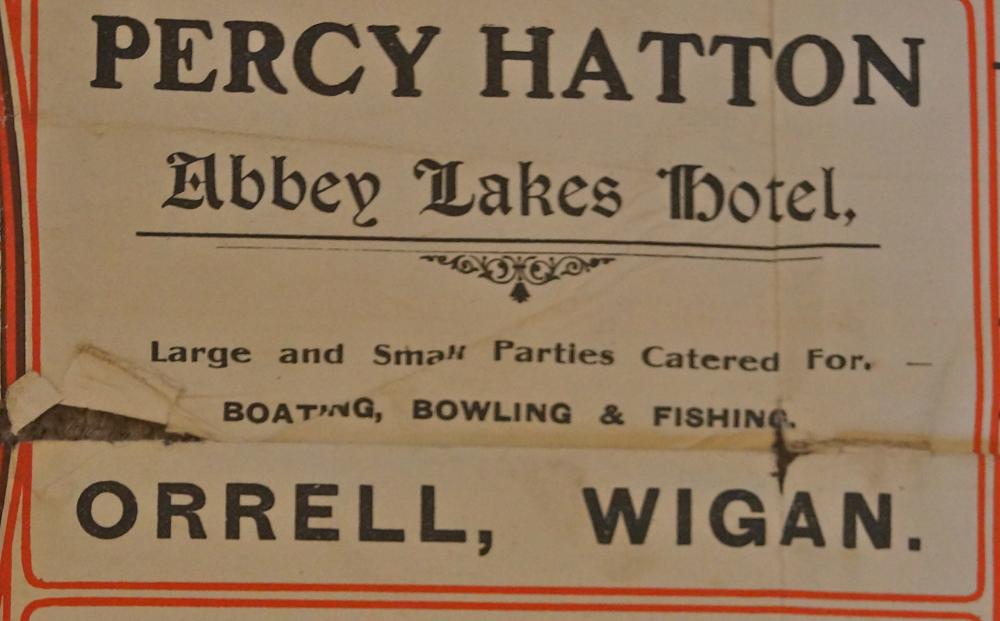 PERCY HATTON
Abbey Lakes Hotel,
Large and Small Parties Catered For. —
BOATING, BOWLING & FISHING.
ORRELL, WIGAN.